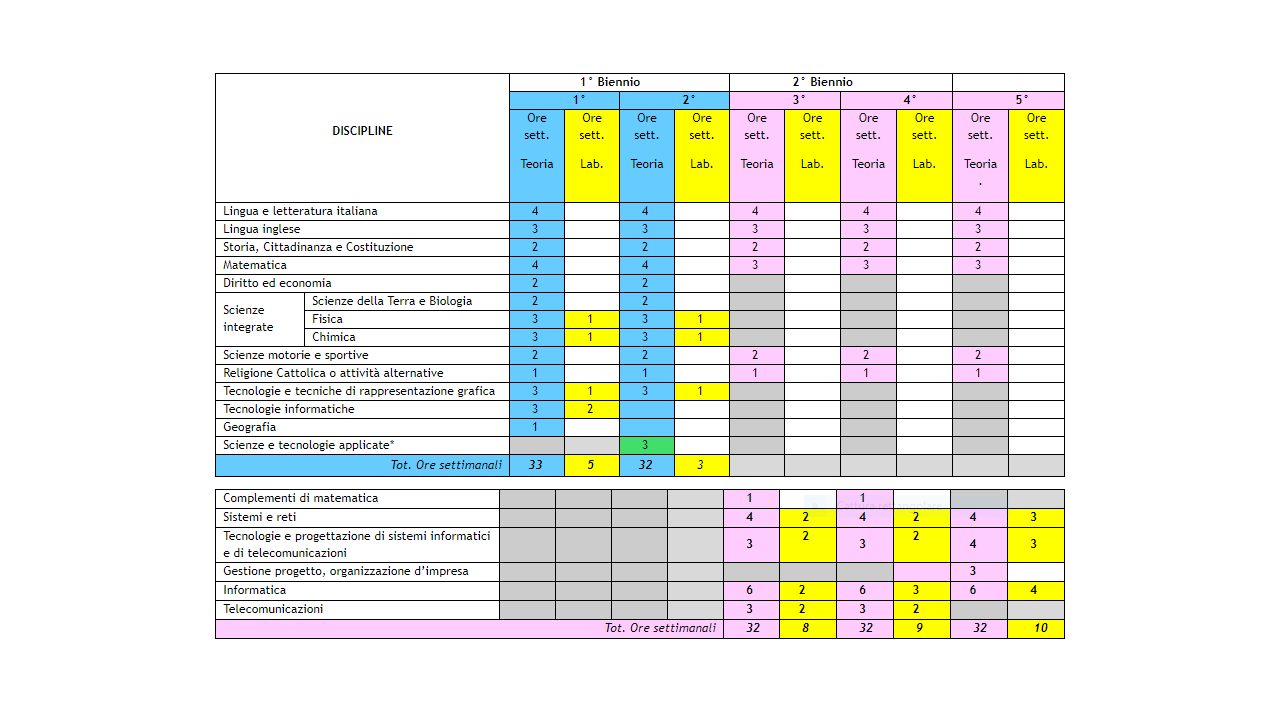 DISCIPLINE 1° Biennio 2° Biennio
1° 2° 3° 4° 5°
Ore sett. Teoria Ore sett. Lab. Ore sett. Teoria Ore sett. Lab. Ore sett. Teoria Ore sett. Lab. Ore sett. Teoria Ore sett. Lab. Ore sett. Teoria . Ore sett. Lab.
Lingua e letteratura italiana 4 4 4 4 4
Lingua inglese 3 3 3 3 3
Storia, Cittadinanza e Costituzione 2 2 2 2 2
Matematica 4 4 3 3 3
Diritto ed economia 2 2
Scienze integrate Scienze della Terra e Biologia 2 2
Fisica 3 1 3 1
Chimica 3 1 3 1
Scienze motorie e sportive 2 2 2 2 2
Religione Cattolica o attività alternative 1 1 1 1 1
Tecnologie e tecniche di rappresentazione grafica 3 1 3 1
Tecnologie informatiche 3 2
Geografia 1
Scienze e tecnologie applicate* 3
Tot. Ore settimanali 33 5 32 3
Complementi di matematica 1 1
Sistemi e reti 4 2 4 2 4 3
Tecnologie e progettazione di sistemi informatici e di telecomunicazioni 3 2 3 2 4 3
Gestione progetto, organizzazione d'impresa 3
Informatica 6 2 6 3 6 4
Telecomunicazioni 3 2 3 2
Tot. Ore settimanali 32 8 32 9 32 10